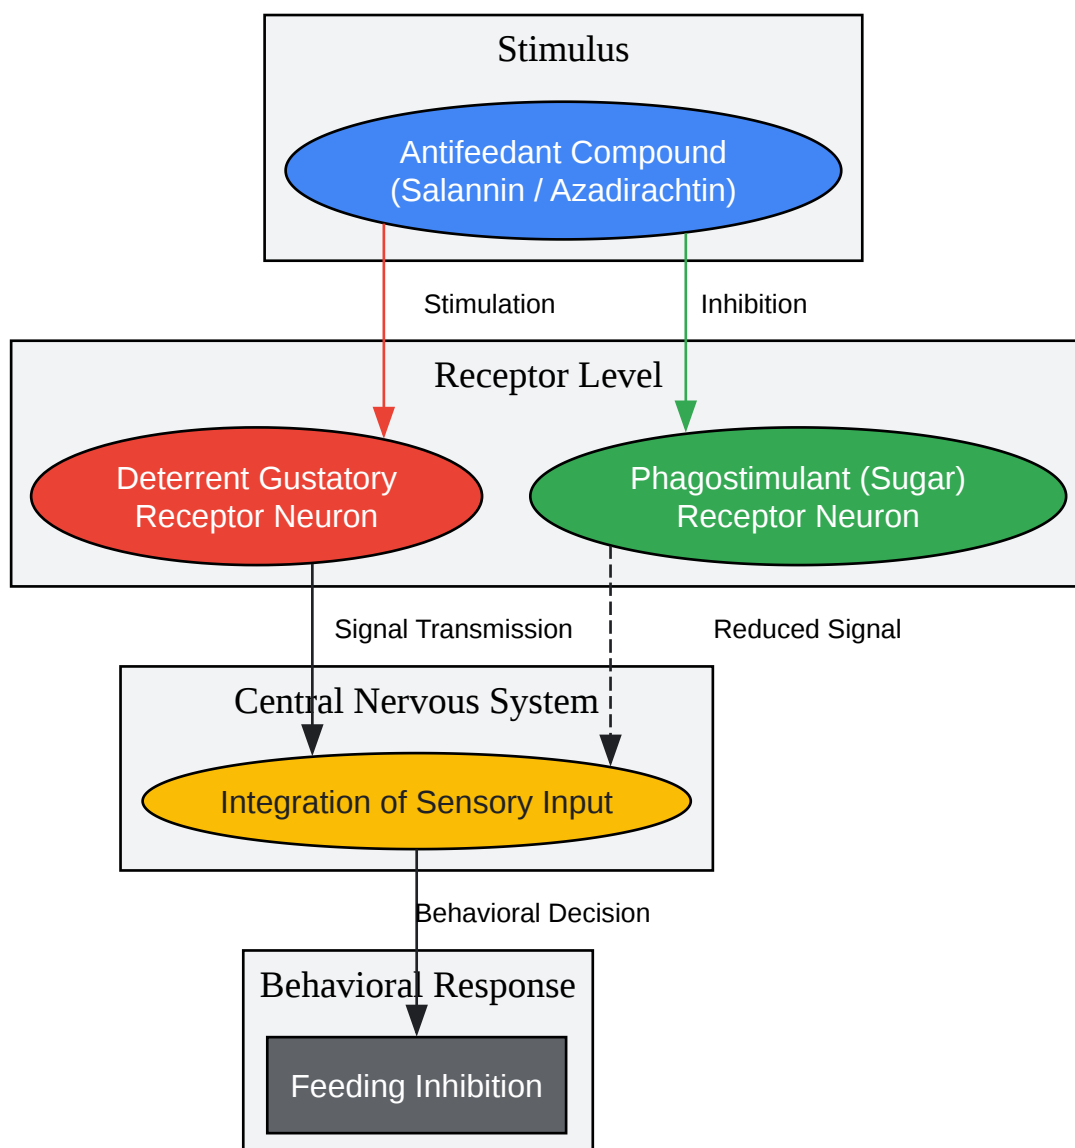 Stimulus
Antifeedant Compound
(Salannin / Azadirachtin)
Stimulation
Inhibition
Receptor Level
Deterrent Gustatory
Receptor Neuron
Phagostimulant (Sugar)
Receptor Neuron
Signal Transmission
Reduced Signal
Central Nervous System
Integration of Sensory Input
Behavioral Decision
Behavioral Response
Feeding Inhibition